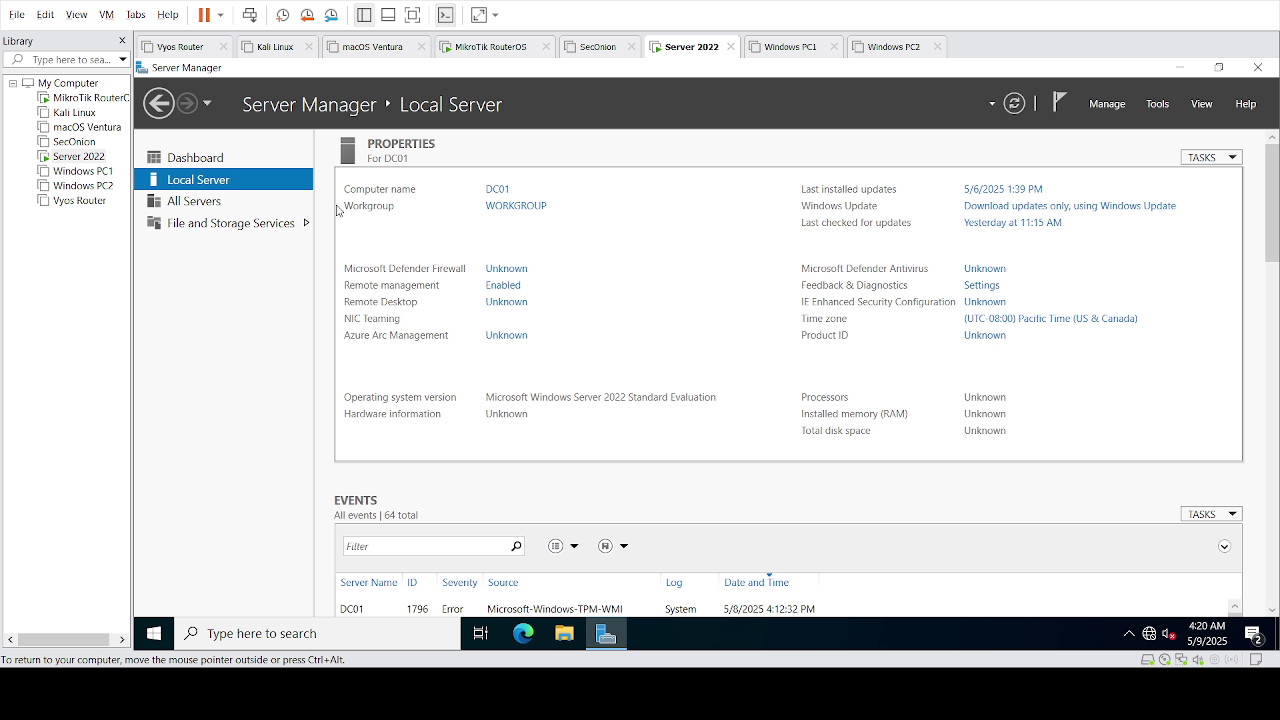 File Edit View VM Tabs Help
Library
Type here to sea...
My Computer
MikroTik RouterO
Kali Linux
macOS Ventura
SecOnion
Server 2022
Windows PC1
Windows PC2
Vyos Router
Vyos Router Kali Linux macOS Ventura MikroTik RouterOS SecOnion Server 2022 Windows PC1 Windows PC2
Server Manager
Server Manager Local Server
Manage Tools View Help
Dashboard
Local Server
All Servers
File and Storage Services
PROPERTIES
For DC01
TASKS
Computer name DC01
Workgroup WORKGROUP
Last installed updates 5/6/2025 1:39 PM
Windows Update Download updates only, using Windows Update
Last checked for updates Yesterday at 11:15 AM
Microsoft Defender Firewall Unknown
Remote management Enabled
Remote Desktop Unknown
NIC Teaming
Azure Arc Management Unknown
Microsoft Defender Antivirus Unknown
Feedback & Diagnostics Settings
IE Enhanced Security Configuration Unknown
Time zone (UTC-08:00) Pacific Time (US & Canada)
Product ID Unknown
Operating system version Microsoft Windows Server 2022 Standard Evaluation
Hardware information Unknown
Processors Unknown
Installed memory (RAM) Unknown
Total disk space Unknown
EVENTS
All events | 64 total
TASKS
Filter
Server Name ID Severity Source Log Date and Time
DC01 1796 Error Microsoft-Windows-TPM-WMI System 5/8/2025 4:12:32 PM
Type here to search
4:20 AM
5/9/2025
2
To return to your computer, move the mouse pointer outside or press Ctrl+Alt.